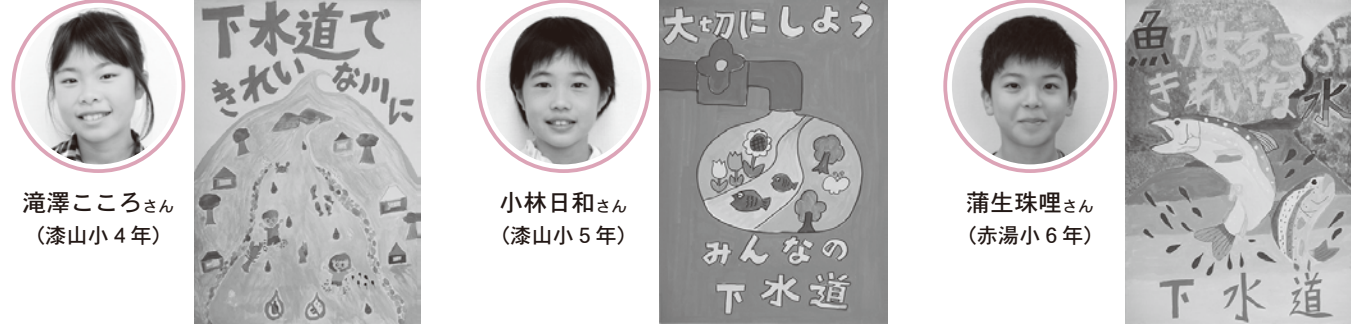 下水道で
きれいな川に
滝澤こころさん
（漆山小４年）
大切にしよう
みんなの
下水道
小林日和さん
（漆山小５年）
魚がよろこぶ
きれいな水
下水道
蒲生珠哩さん
（赤湯小６年）